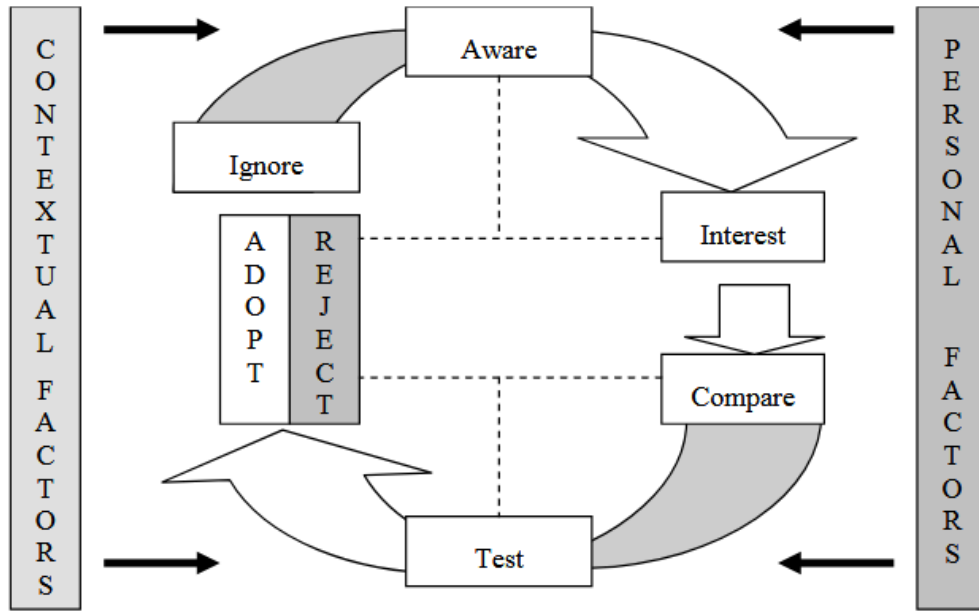 CONTEXTUAL FACTORS
Aware
Ignore
Interest
ADOPT
REJECT
Compare
Test
PERSONAL FACTORS